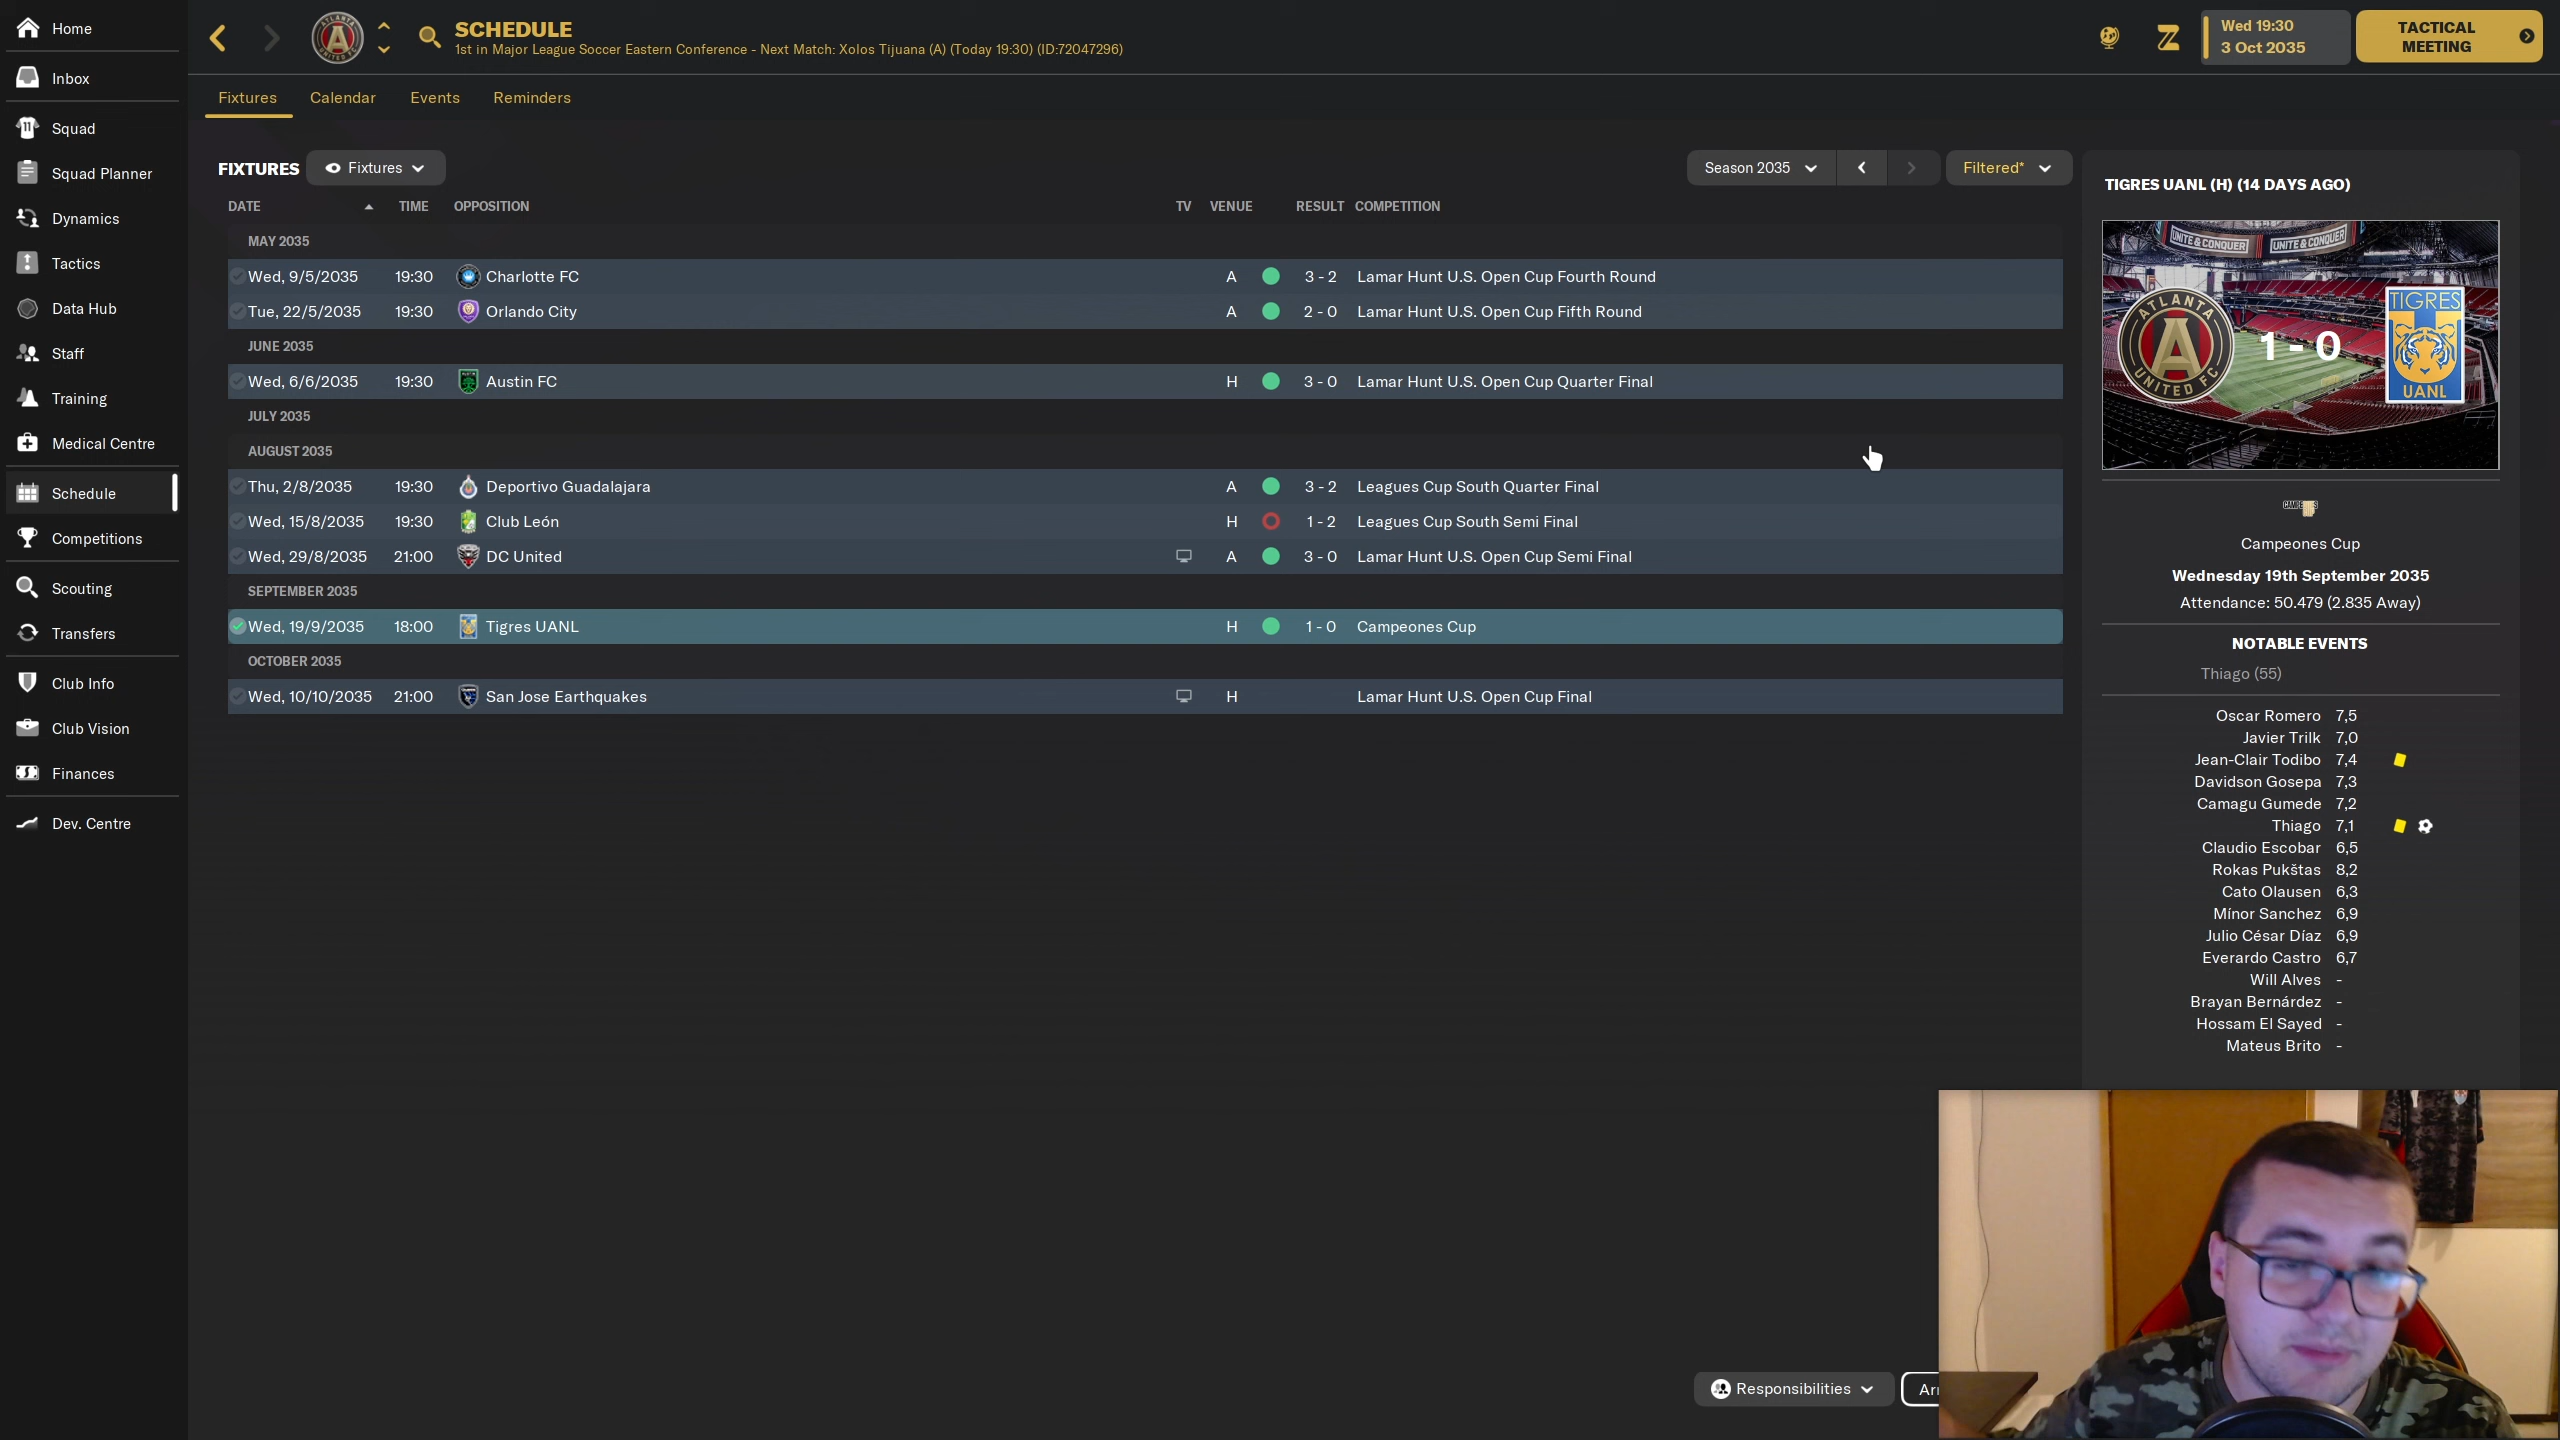 Home
Inbox
Squad
Squad Planner
Dynamics
Tactics
Data Hub
Staff
Training
Medical Centre
Schedule
Competitions
Scouting
Transfers
Club Info
Club Vision
Finances
Dev. Centre
SCHEDULE
1st in Major League Soccer Eastern Conference - Next Match: Xolos Tijuana (A) (Today 19:30) (ID:72047296)
Wed 19:30
3 Oct 2035
TACTICAL
MEETING
Fixtures Calendar Events Reminders
FIXTURES Fixtures Season 2035 Filtered*
DATE TIME OPPOSITION TV VENUE RESULT COMPETITION
MAY 2035
Wed, 9/5/2035 19:30 Charlotte FC A 3 - 2 Lamar Hunt U.S. Open Cup Fourth Round
Tue, 22/5/2035 19:30 Orlando City A 2 - 0 Lamar Hunt U.S. Open Cup Fifth Round
JUNE 2035
Wed, 6/6/2035 19:30 Austin FC H 3 - 0 Lamar Hunt U.S. Open Cup Quarter Final
JULY 2035
AUGUST 2035
Thu, 2/8/2035 19:30 Deportivo Guadalajara A 3 - 2 Leagues Cup South Quarter Final
Wed, 15/8/2035 19:30 Club León H 1 - 2 Leagues Cup South Semi Final
Wed, 29/8/2035 21:00 DC United A 3 - 0 Lamar Hunt U.S. Open Cup Semi Final
SEPTEMBER 2035
Wed, 19/9/2035 18:00 Tigres UANL H 1 - 0 Campeones Cup
OCTOBER 2035
Wed, 10/10/2035 21:00 San Jose Earthquakes H Lamar Hunt U.S. Open Cup Final
TIGRES UANL (H) (14 DAYS AGO)
UNITE & CONQUER UNITE & CONQUER
ATLANTA
A
UNITED FC
1 - 0
TIGRES
UANL
Campeones Cup
Wednesday 19th September 2035
Attendance: 50.479 (2.835 Away)
NOTABLE EVENTS
Thiago (55)
Oscar Romero 7,5
Javier Trilk 7,0
Jean-Clair Todibo 7,4
Davidson Gosepa 7,3
Camagu Gumede 7,2
Thiago 7,1
Claudio Escobar 6,5
Rokas Pukštas 8,2
Cato Olausen 6,3
Mínor Sanchez 6,9
Julio César Díaz 6,9
Everardo Castro 6,7
Will Alves -
Brayan Bernárdez -
Hossam El Sayed -
Mateus Brito -
Responsibilities